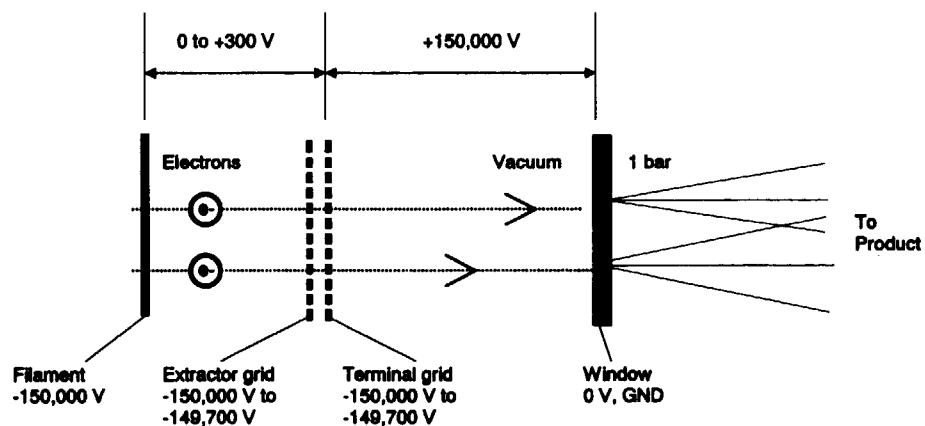 0 to +300 V
+150,000 V
Electrons
Vacuum
1 bar
To
Product
Filament
-150,000 V
Extractor grid
-150,000 V to
-149,700 V
Terminal grid
-150,000 V to
-149,700 V
Window
0 V, GND